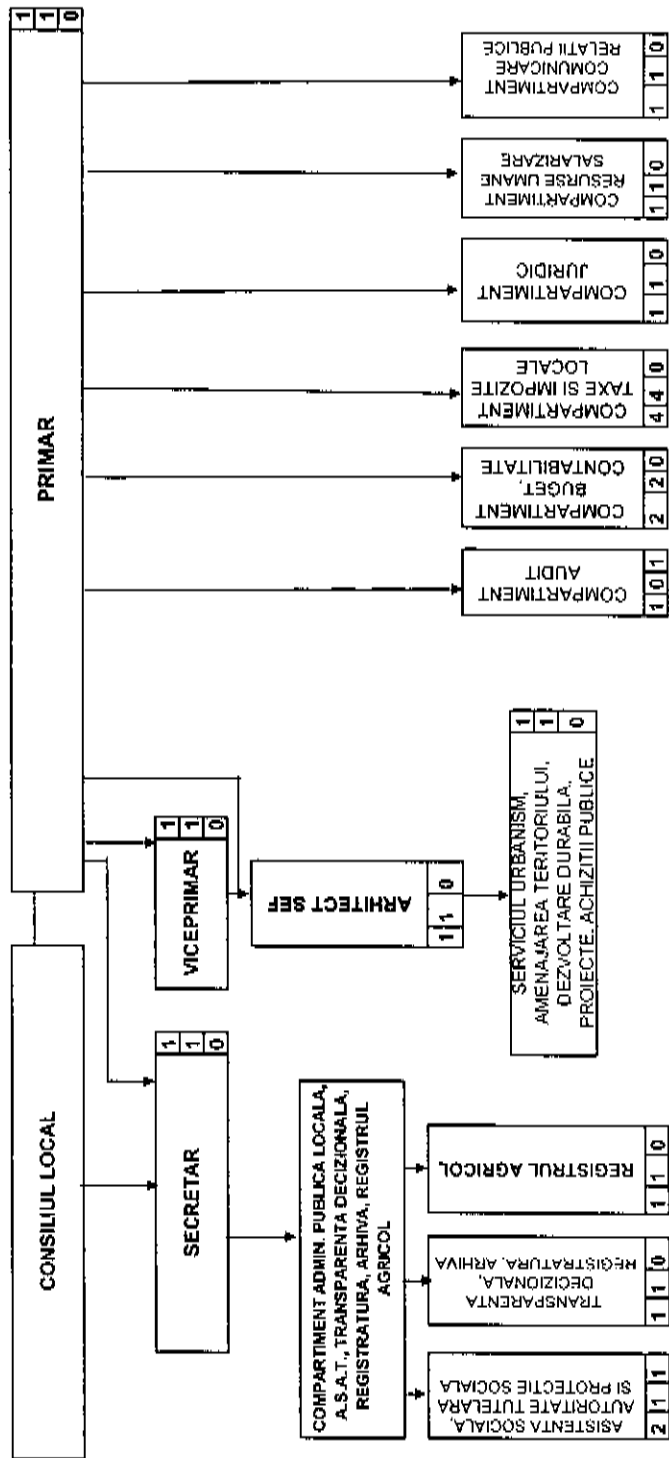 CONSILIUL LOCAL
PRIMAR
1
1
0
SECRETAR
1
1
0
VICEPRIMAR
1
1
0
COMPARTIMENT ADMIN. PUBLICA LOCALA,
A.S.A.T., TRANSPARENTA DECIZIONALA,
REGISTRATURA, ARHIVA, REGISTRUL
AGRICOL
ARHITECT SEF
1 1 0
ASISTENTA SOCIALA,
AUTORITATE TUTELARA
SI PROTECTIE SOCIALA
2 1 1
TRANSPARENTA
DECIZIONALA,
REGISTRATURA, ARHIVA
1 1 0
REGISTRUL AGRICOL
1 1 0
SERVICIUL URBANISM,
AMENAJAREA TERITORIULUI,
DEZVOLTARE DURABILA,
PROIECTE, ACHIZITII PUBLICE
1
1
0
COMPARTIMENT
AUDIT
1 0 1
COMPARTIMENT
BUGET,
CONTABILITATE
2 2 0
COMPARTIMENT
TAXE SI IMPOZITE
LOCALE
4 4 0
COMPARTIMENT
JURIDIC
1 1 0
COMPARTIMENT
RESURSE UMANE
SALARIZARE
1 1 0
COMPARTIMENT
COMUNICARE
RELATII PUBLICE
1 1 0